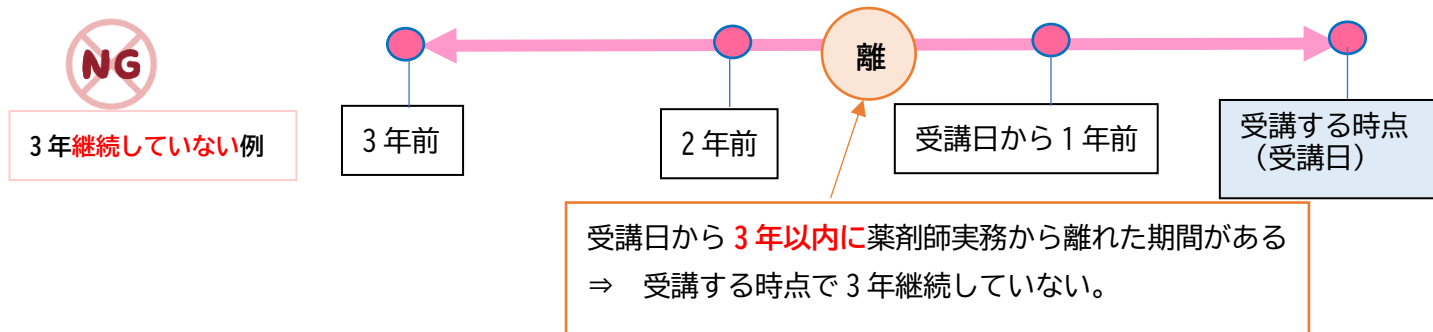 NG
3年継続していない例
離
3年前
2年前
受講日から1年前
受講する時点
（受講日）
受講日から3年以内に薬剤師実務から離れた期間がある
⇒　受講する時点で3年継続していない。